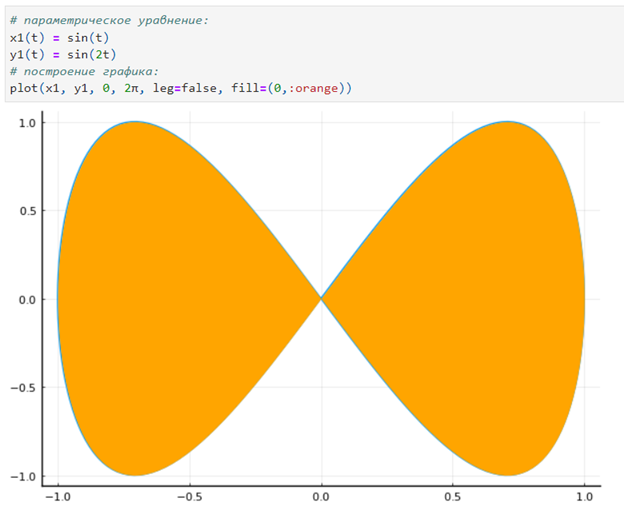 # параметрическое уравнение:
x1(t) = sin(t)
y1(t) = sin(2t)
# построение графика:
plot(x1, y1, 0, 2π, leg=false, fill=(0,:orange))
1.0
0.5
0.0
−0.5
−1.0
−1.0 −0.5 0.0 0.5 1.0